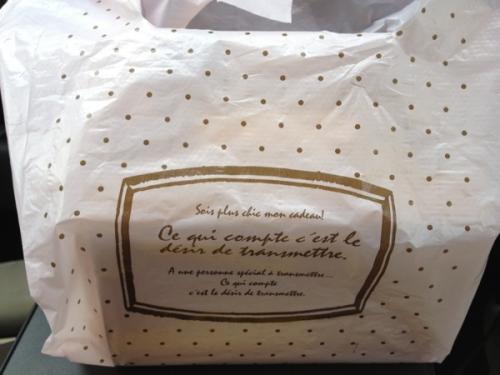 Sois plus chic mon cadeau!
Ce qui compte c'est le
désir de transmettre.
A une personne spécial à transmettre...
Ce qui compte
c'est le désir de transmettre.